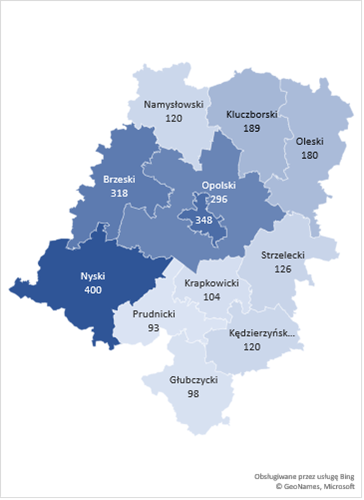 Namysłowski
120
Kluczborski
189
Oleski
180
Brzeski
318
Opolski
296
348
Strzelecki
126
Nyski
400
Krapkowicki
104
Prudnicki
93
Kędzierzyńsk...
120
Głubczycki
98
Obsługiwane przez usługę Bing
© GeoNames, Microsoft